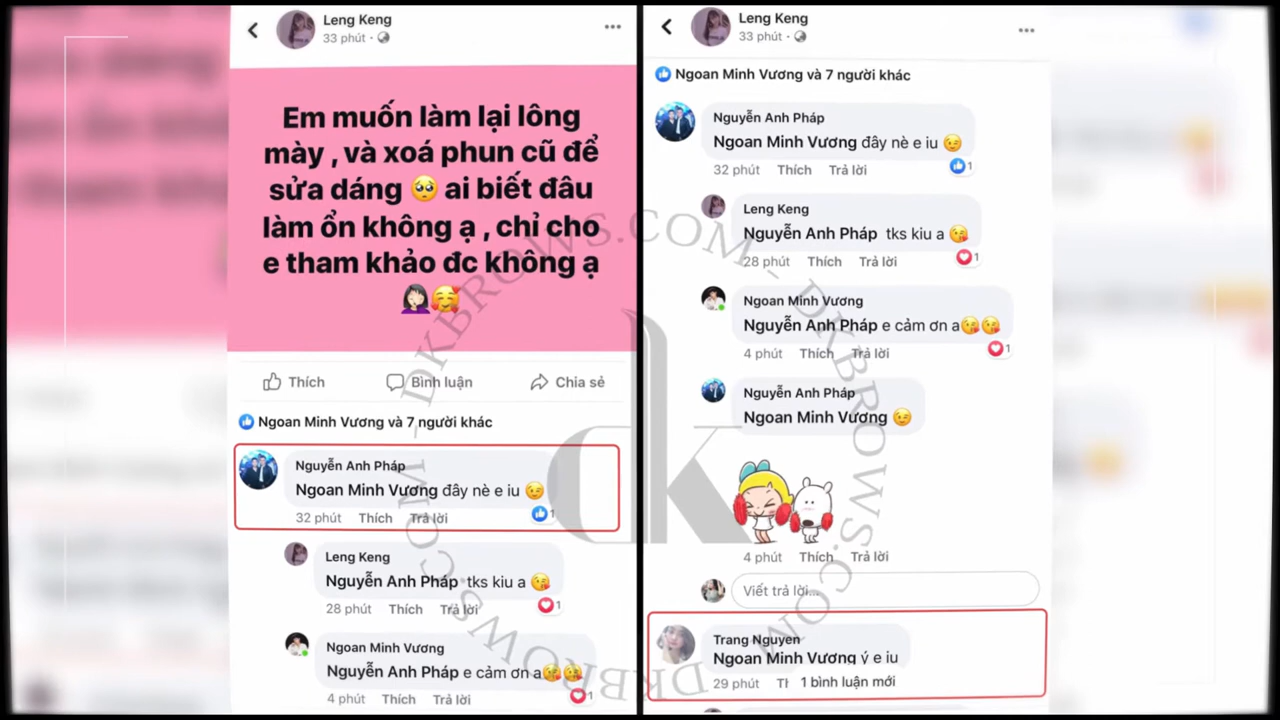 Leng Keng
33 phút
Em muốn làm lại lông
mày , và xoá phun cũ để
sửa dáng 🥺 ai biết đâu
làm ổn không ạ , chỉ cho
e tham khảo đc không ạ
🤦🏻‍♀️🥰
Thích Bình luận Chia sẻ
Ngoan Minh Vương và 7 người khác
Nguyễn Anh Pháp
Ngoan Minh Vương đây nè e iu 😉
32 phút Thích Trả lời 1
Leng Keng
Nguyễn Anh Pháp tks kiu a 😘
28 phút Thích Trả lời 1
Ngoan Minh Vương
Nguyễn Anh Pháp e cảm ơn a😘😘
4 phút Thích Trả lời 1
Leng Keng
33 phút
Ngoan Minh Vương và 7 người khác
Nguyễn Anh Pháp
Ngoan Minh Vương đây nè e iu 😉
32 phút Thích Trả lời 1
Leng Keng
Nguyễn Anh Pháp tks kiu a 😘
28 phút Thích Trả lời 1
Ngoan Minh Vương
Nguyễn Anh Pháp e cảm ơn a😘😘
4 phút Thích Trả lời 1
Nguyễn Anh Pháp
Ngoan Minh Vương 😉
4 phút Thích Trả lời
Viết trả lời...
Trang Nguyen
Ngoan Minh Vương ý e iu
29 phút Th 1 bình luận mới
DKBROWS.COM – DKBROWS.COM – DKBROWS.COM –
dk